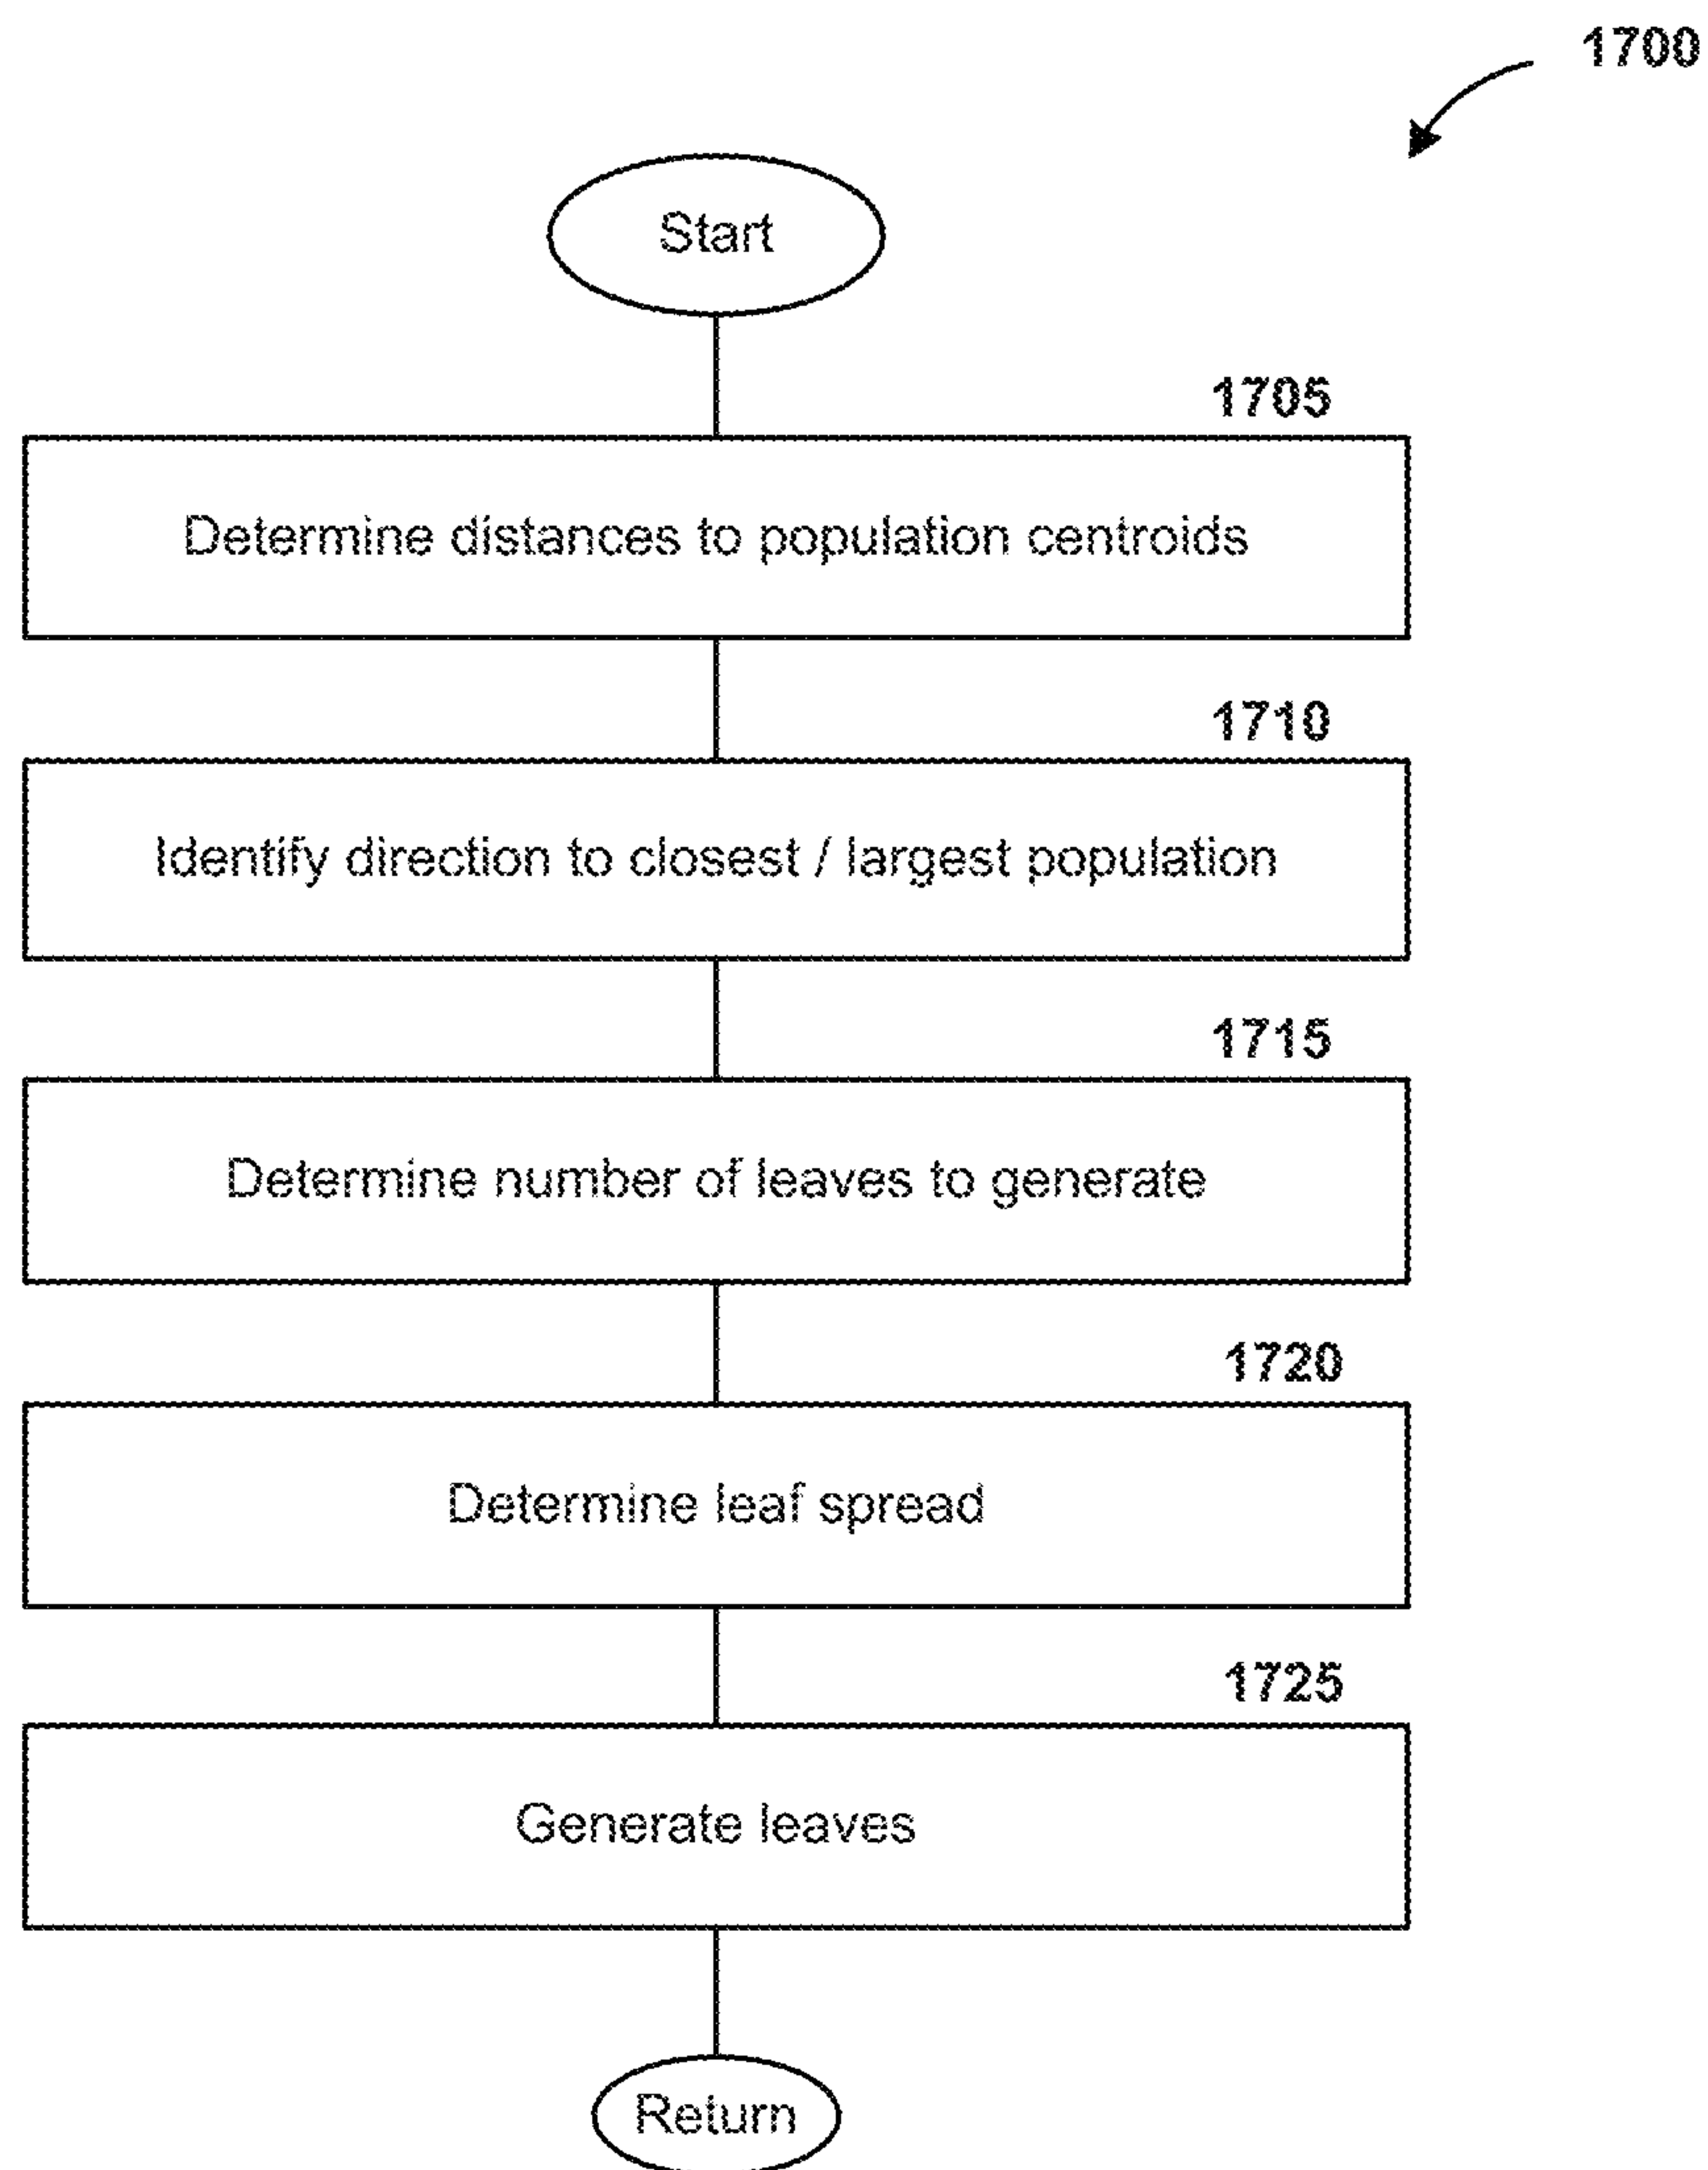 1700
Start
1705
Determine distances to population centroids
1710
Identify direction to closest / largest population
1715
Determine number of leaves to generate
1720
Determine leaf spread
1725
Generate leaves
Return